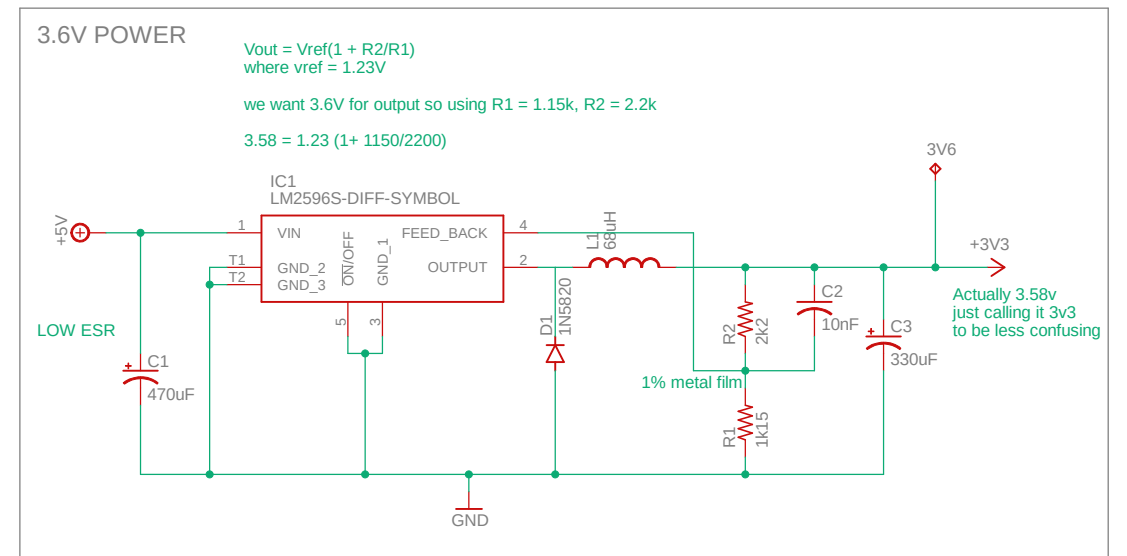 3.6V POWER
Vout = Vref(1 + R2/R1)
where vref = 1.23V
we want 3.6V for output so using R1 = 1.15k, R2 = 2.2k
3.58 = 1.23 (1+ 1150/2200)
3V6
IC1
LM2596S-DIFF-SYMBOL
+5V
1
VIN
FEED_BACK
4
L1
68uH
+3V3
T1
GND_2
OUTPUT
2
T2
GND_3
ON/OFF
GND_1
5
3
Actually 3.58v
just calling it 3v3
to be less confusing
LOW ESR
C1
470uF
D1
1N5820
R2
2k2
C2
10nF
C3
330uF
1% metal film
R1
1k15
GND